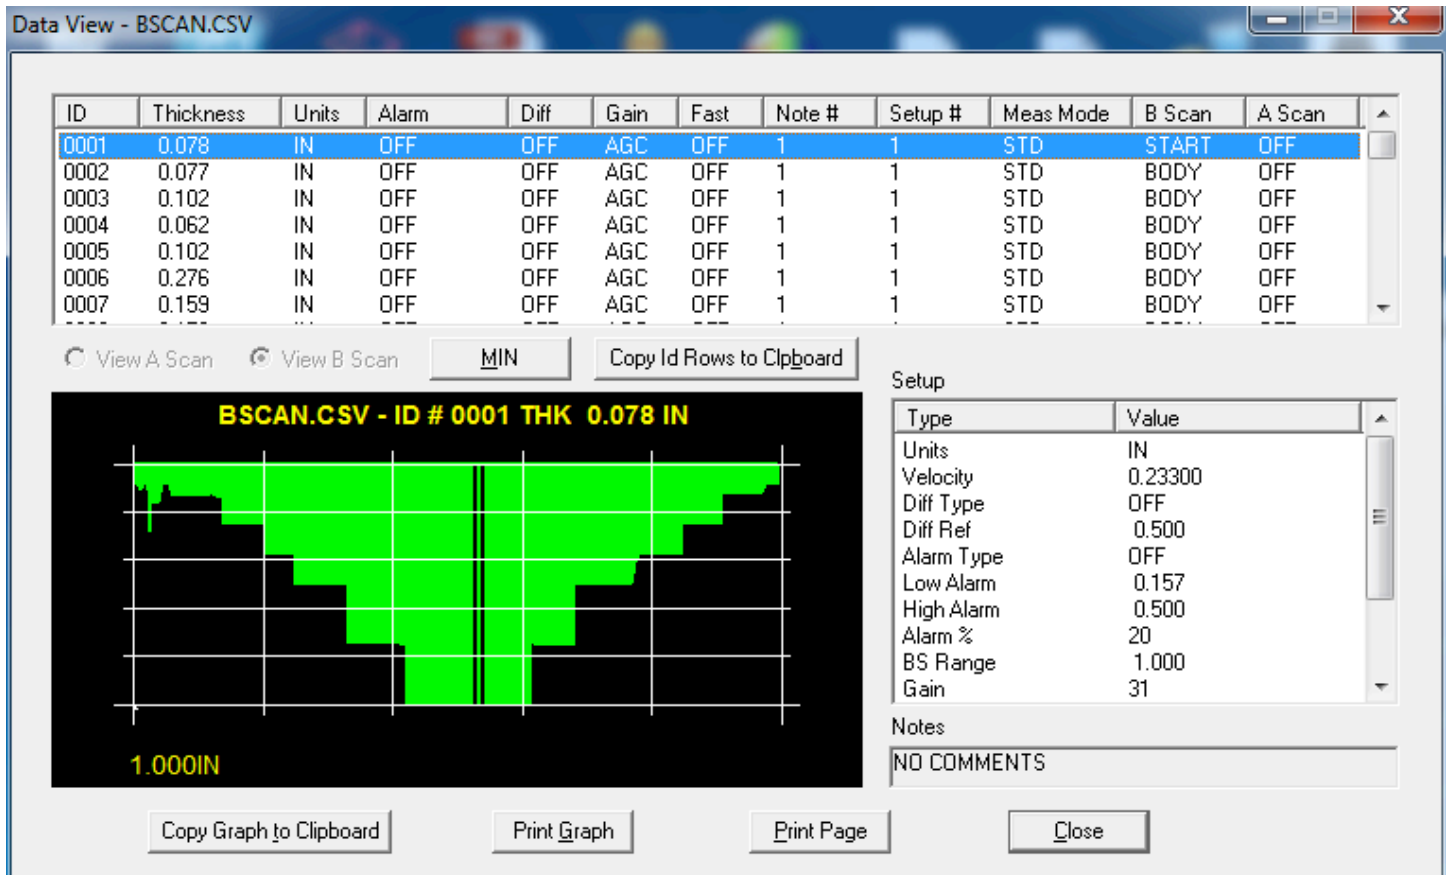 Data View - BSCAN.CSV
ID Thickness Units Alarm Diff Gain Fast Note # Setup # Meas Mode B Scan A Scan
0001 0.078 IN OFF OFF AGC OFF 1 1 STD START OFF
0002 0.077 IN OFF OFF AGC OFF 1 1 STD BODY OFF
0003 0.102 IN OFF OFF AGC OFF 1 1 STD BODY OFF
0004 0.062 IN OFF OFF AGC OFF 1 1 STD BODY OFF
0005 0.102 IN OFF OFF AGC OFF 1 1 STD BODY OFF
0006 0.276 IN OFF OFF AGC OFF 1 1 STD BODY OFF
0007 0.159 IN OFF OFF AGC OFF 1 1 STD BODY OFF
View A Scan View B Scan MIN Copy Id Rows to Clpboard
BSCAN.CSV - ID # 0001 THK 0.078 IN
1.000IN
Setup
Type Value
Units IN
Velocity 0.23300
Diff Type OFF
Diff Ref 0.500
Alarm Type OFF
Low Alarm 0.157
High Alarm 0.500
Alarm % 20
BS Range 1.000
Gain 31
Notes
NO COMMENTS
Copy Graph to Clipboard Print Graph Print Page Close